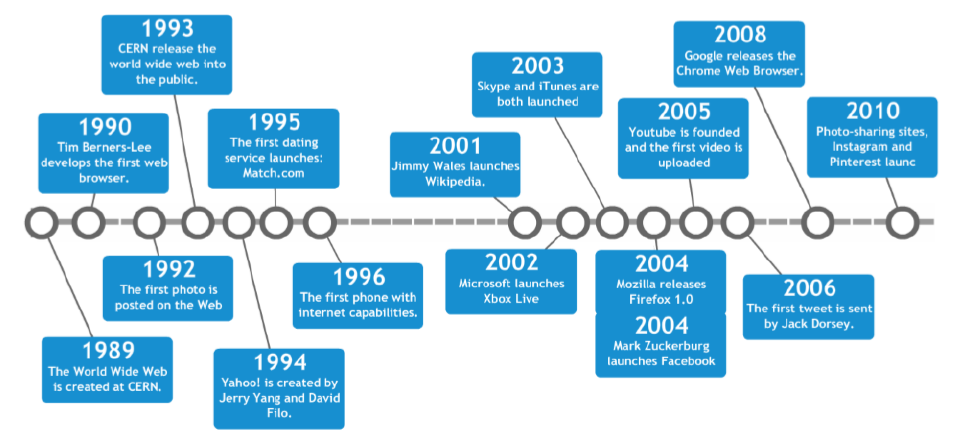 1993
CERN release the
world wide web into
the public.
2008
Google releases the
Chrome Web Browser.
2003
Skype and iTunes are
both launched
1990
Tim Berners-Lee
develops the first web
browser.
1995
The first dating
service launches:
Match.com
2001
Jimmy Wales launches
Wikipedia.
2005
Youtube is founded
and the first video is
uploaded
2010
Photo-sharing sites,
Instagram and
Pinterest launc
1992
The first photo is
posted on the Web
1996
The first phone with
internet capabilities.
2002
Microsoft launches
Xbox Live
2004
Mozilla releases
Firefox 1.0
2004
Mark Zuckerburg
launches Facebook
2006
The first tweet is sent
by Jack Dorsey.
1989
The World Wide Web
is created at CERN.
1994
Yahoo! is created by
Jerry Yang and David
Filo.